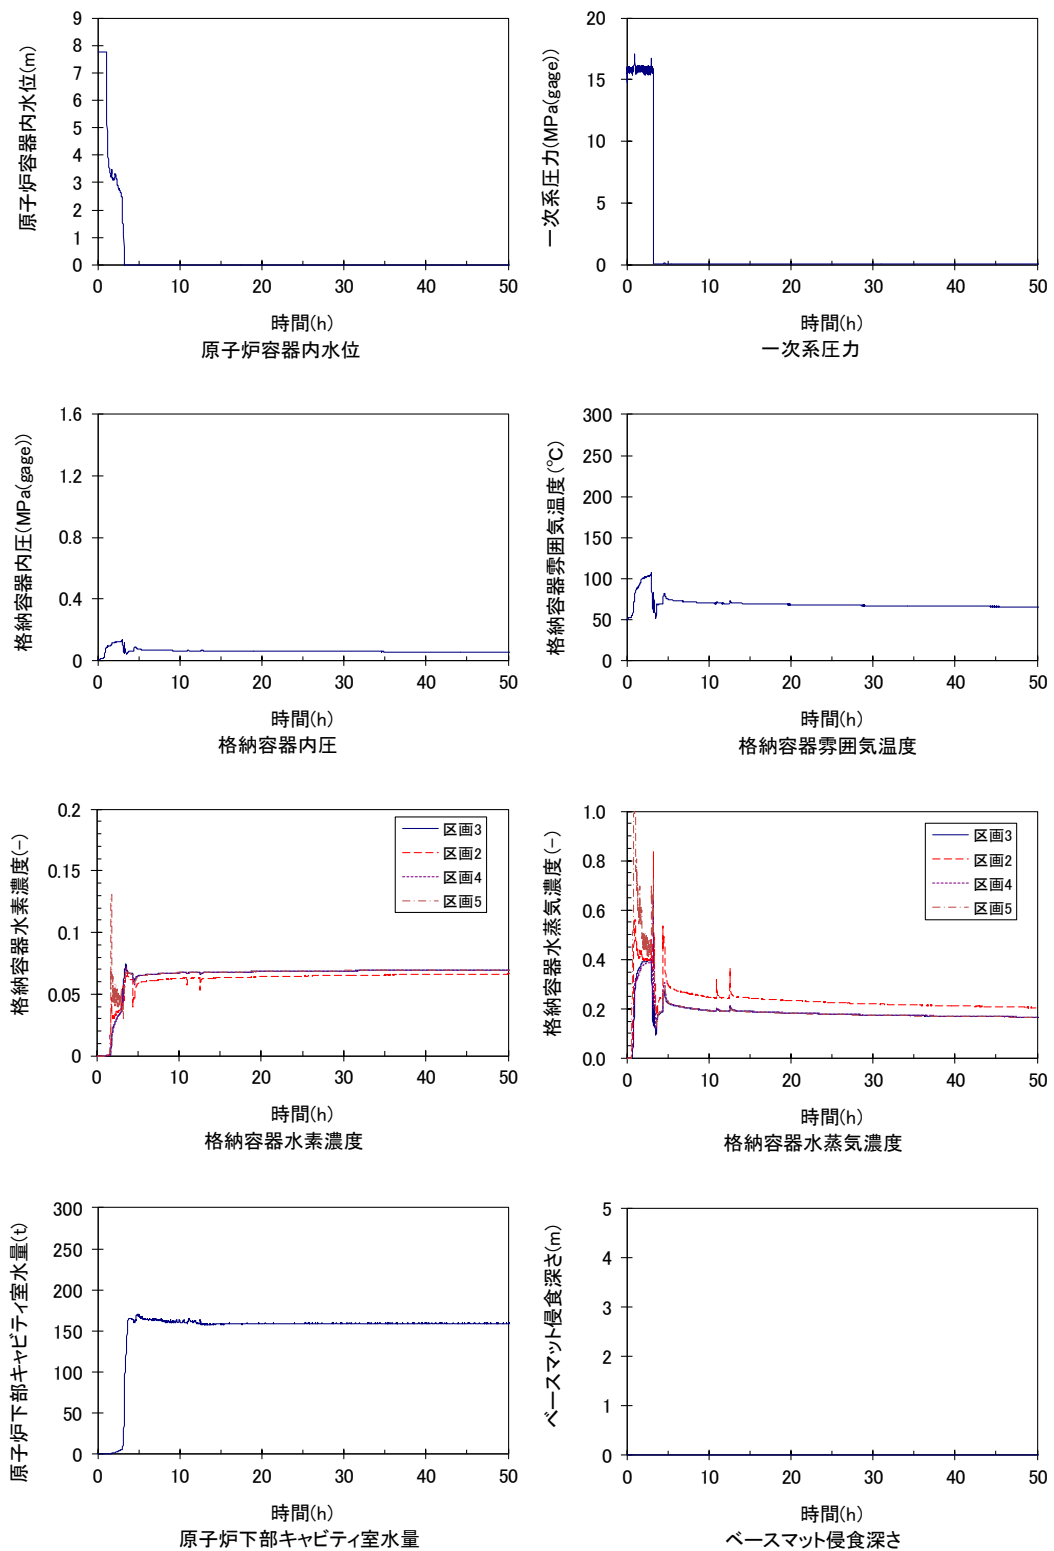 原子炉容器内水位(m)
9
8
7
6
5
4
3
2
1
0
0 10 20 30 40 50
時間(h)
原子炉容器内水位
一次系圧力(MPa(gage))
20
15
10
5
0
0 10 20 30 40 50
時間(h)
一次系圧力
格納容器内圧(MPa(gage))
1.6
1.2
0.8
0.4
0
0 10 20 30 40 50
時間(h)
格納容器内圧
格納容器雰囲気温度(℃)
300
250
200
150
100
50
0
0 10 20 30 40 50
時間(h)
格納容器雰囲気温度
格納容器水素濃度(-)
0.2
0.15
0.1
0.05
0
区画3
区画2
区画4
区画5
0 10 20 30 40 50
時間(h)
格納容器水素濃度
格納容器水蒸気濃度(-)
1.0
0.8
0.6
0.4
0.2
0.0
区画3
区画2
区画4
区画5
0 10 20 30 40 50
時間(h)
格納容器水蒸気濃度
原子炉下部キャビティ室水量(t)
300
250
200
150
100
50
0
0 10 20 30 40 50
時間(h)
原子炉下部キャビティ室水量
ベースマット侵食深さ(m)
5
4
3
2
1
0
0 10 20 30 40 50
時間(h)
ベースマット侵食深さ